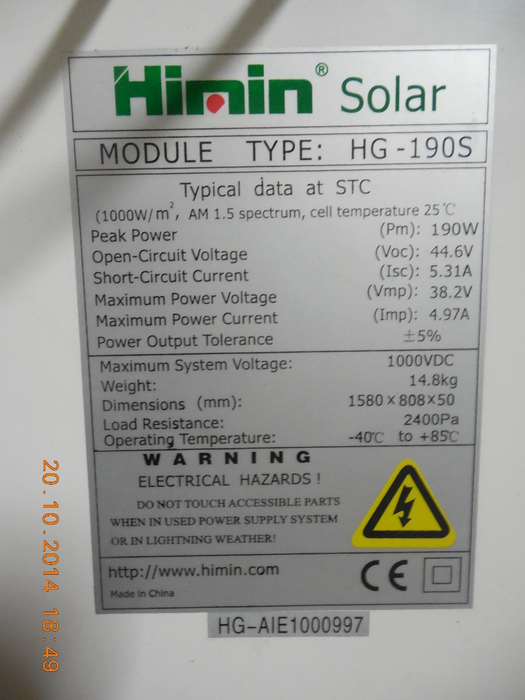 Himin® Solar
MODULE TYPE: HG-190S
Typical data at STC
(1000W/m², AM 1.5 spectrum, cell temperature 25℃
Peak Power (Pm): 190W
Open-Circuit Voltage (Voc): 44.6V
Short-Circuit Current (Isc): 5.31A
Maximum Power Voltage (Vmp): 38.2V
Maximum Power Current (Imp): 4.97A
Power Output Tolerance ±5%
Maximum System Voltage: 1000VDC
Weight: 14.8kg
Dimensions (mm): 1580×808×50
Load Resistance: 2400Pa
Operating Temperature: -40℃ to +85℃
WARNING
ELECTRICAL HAZARDS !
DO NOT TOUCH ACCESSIBLE PARTS
WHEN IN USED POWER SUPPLY SYSTEM
OR IN LIGHTNING WEATHER!
http://www.himin.com CE
Made in China
HG-AIE1000997
20.10.2014 18:49